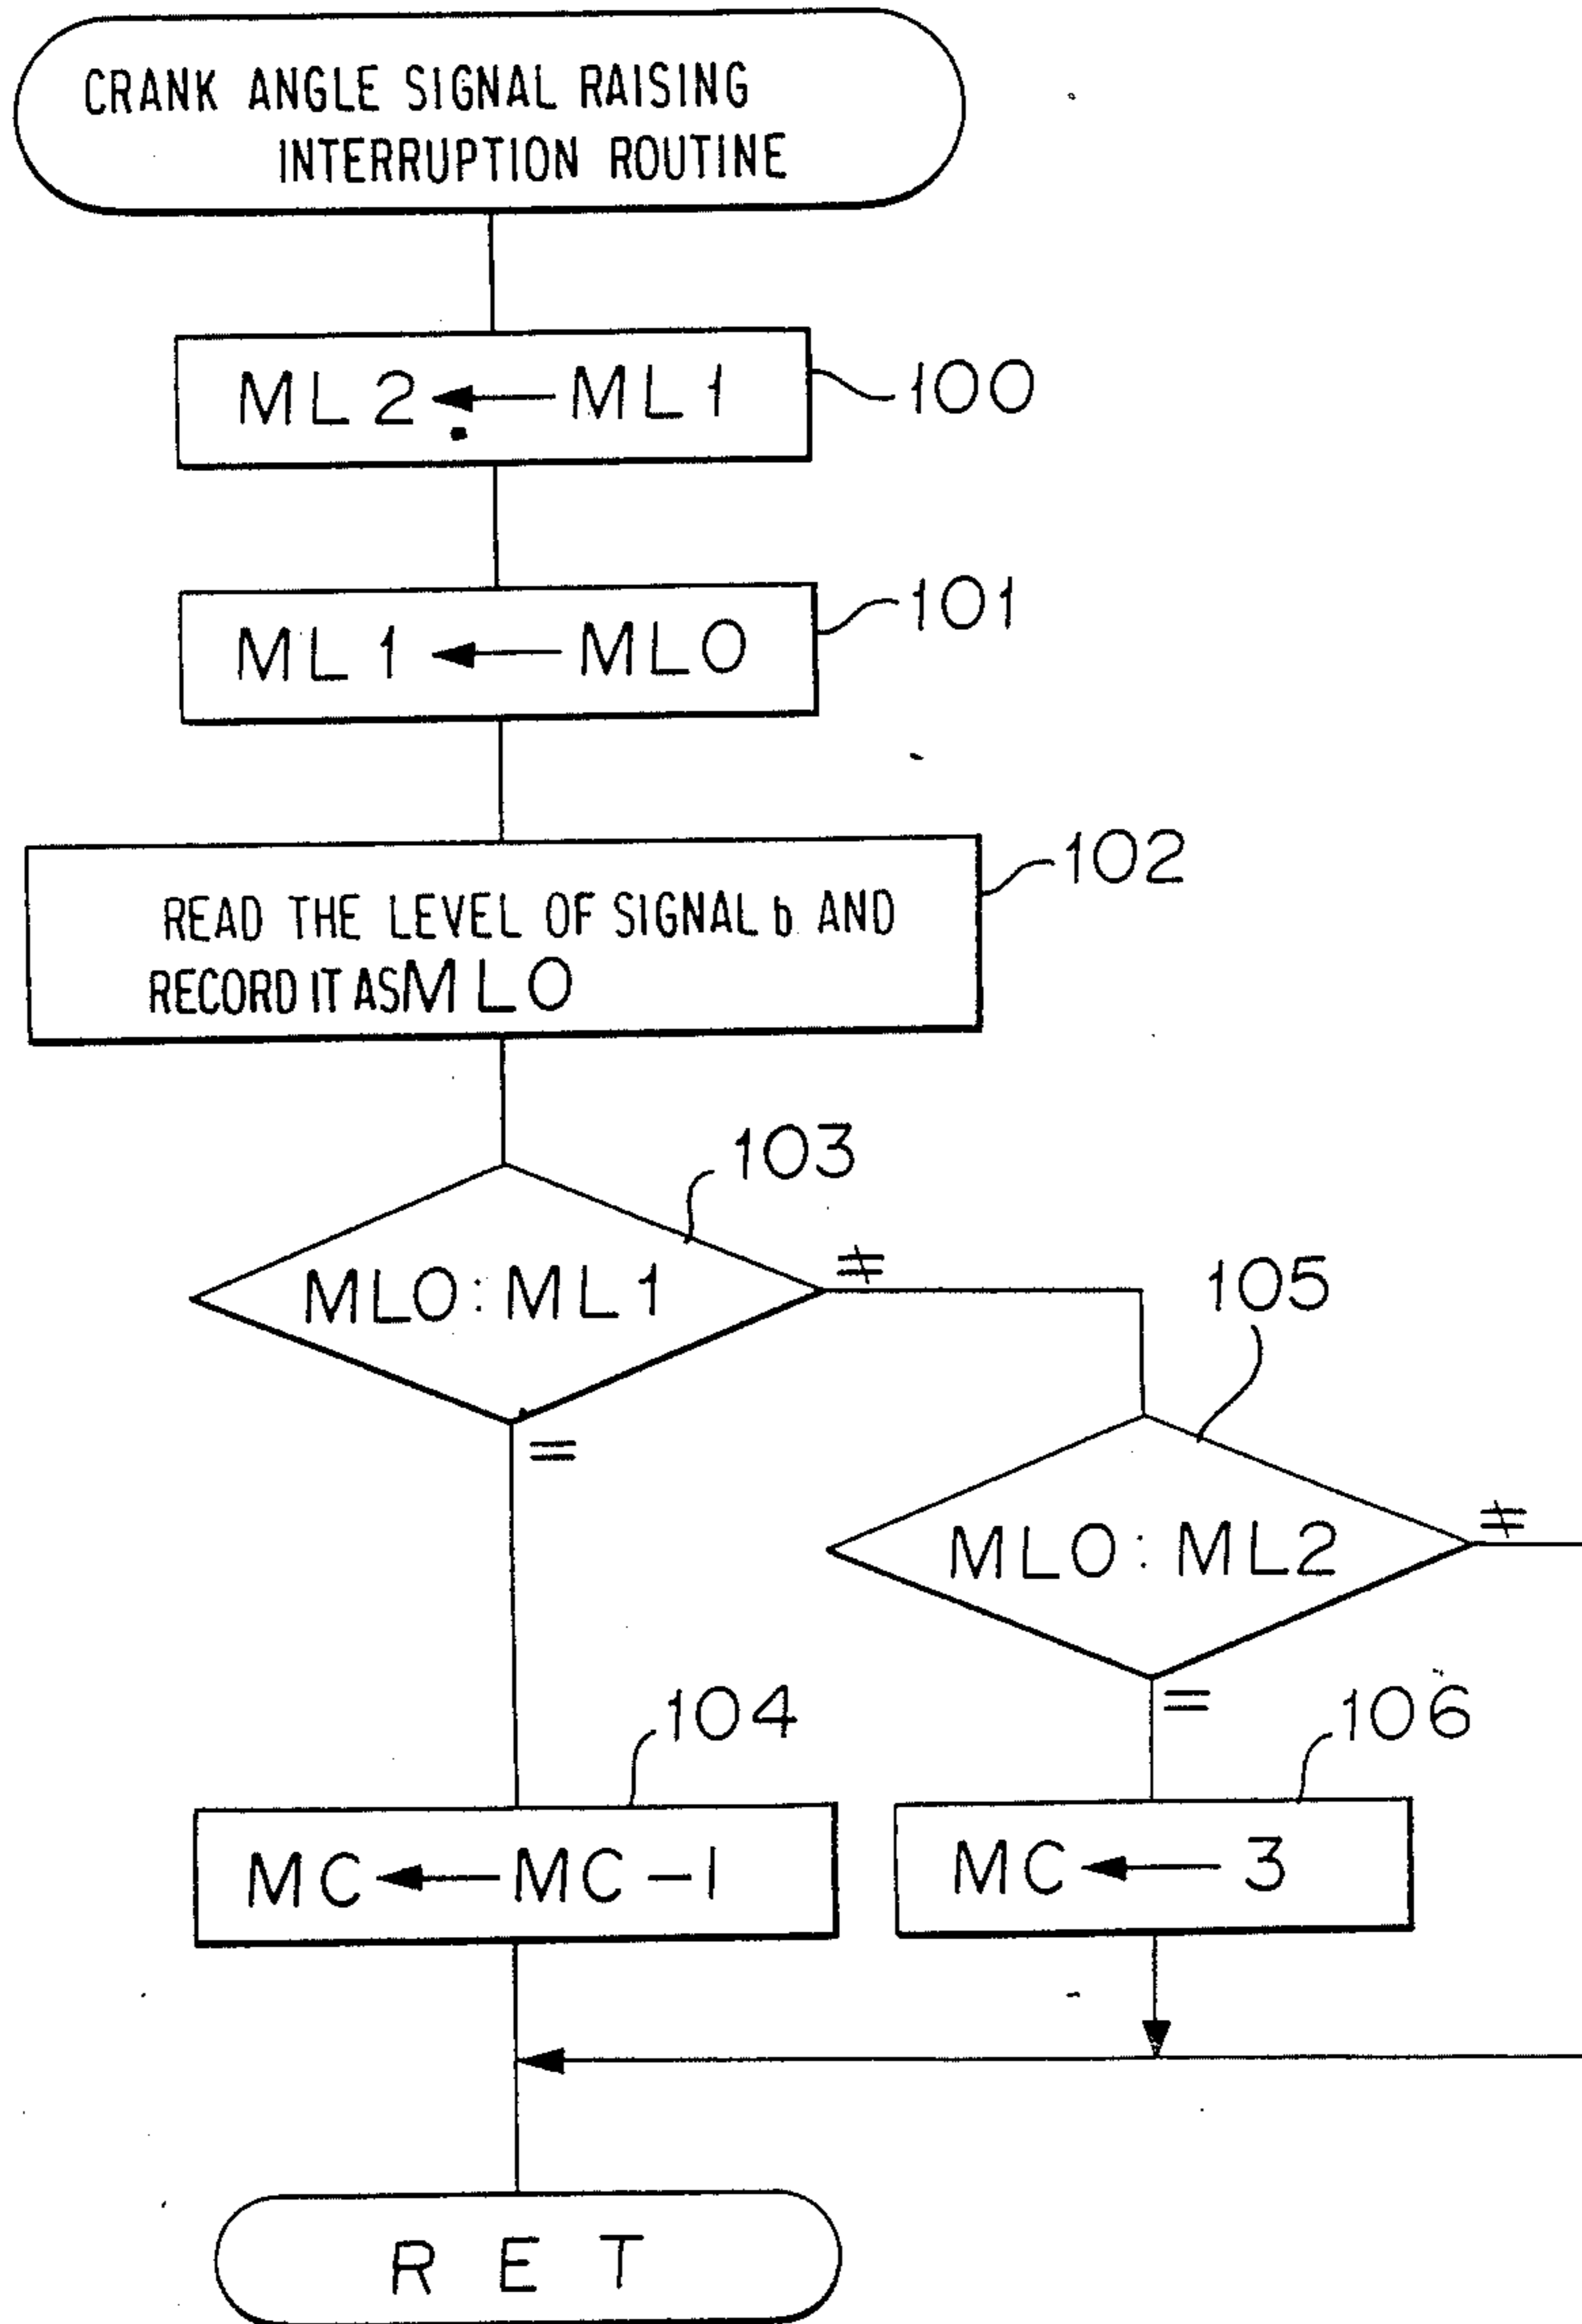 CRANK ANGLE SIGNAL RAISING
INTERRUPTION ROUTINE
ML2 ← ML1
100
ML1 ← ML0
101
102
READ THE LEVEL OF SIGNAL b AND
RECORD IT AS ML0
103
ML0:ML1
≠
=
105
ML0:ML2
≠
=
104
MC ← MC-1
106
MC ← 3
RET